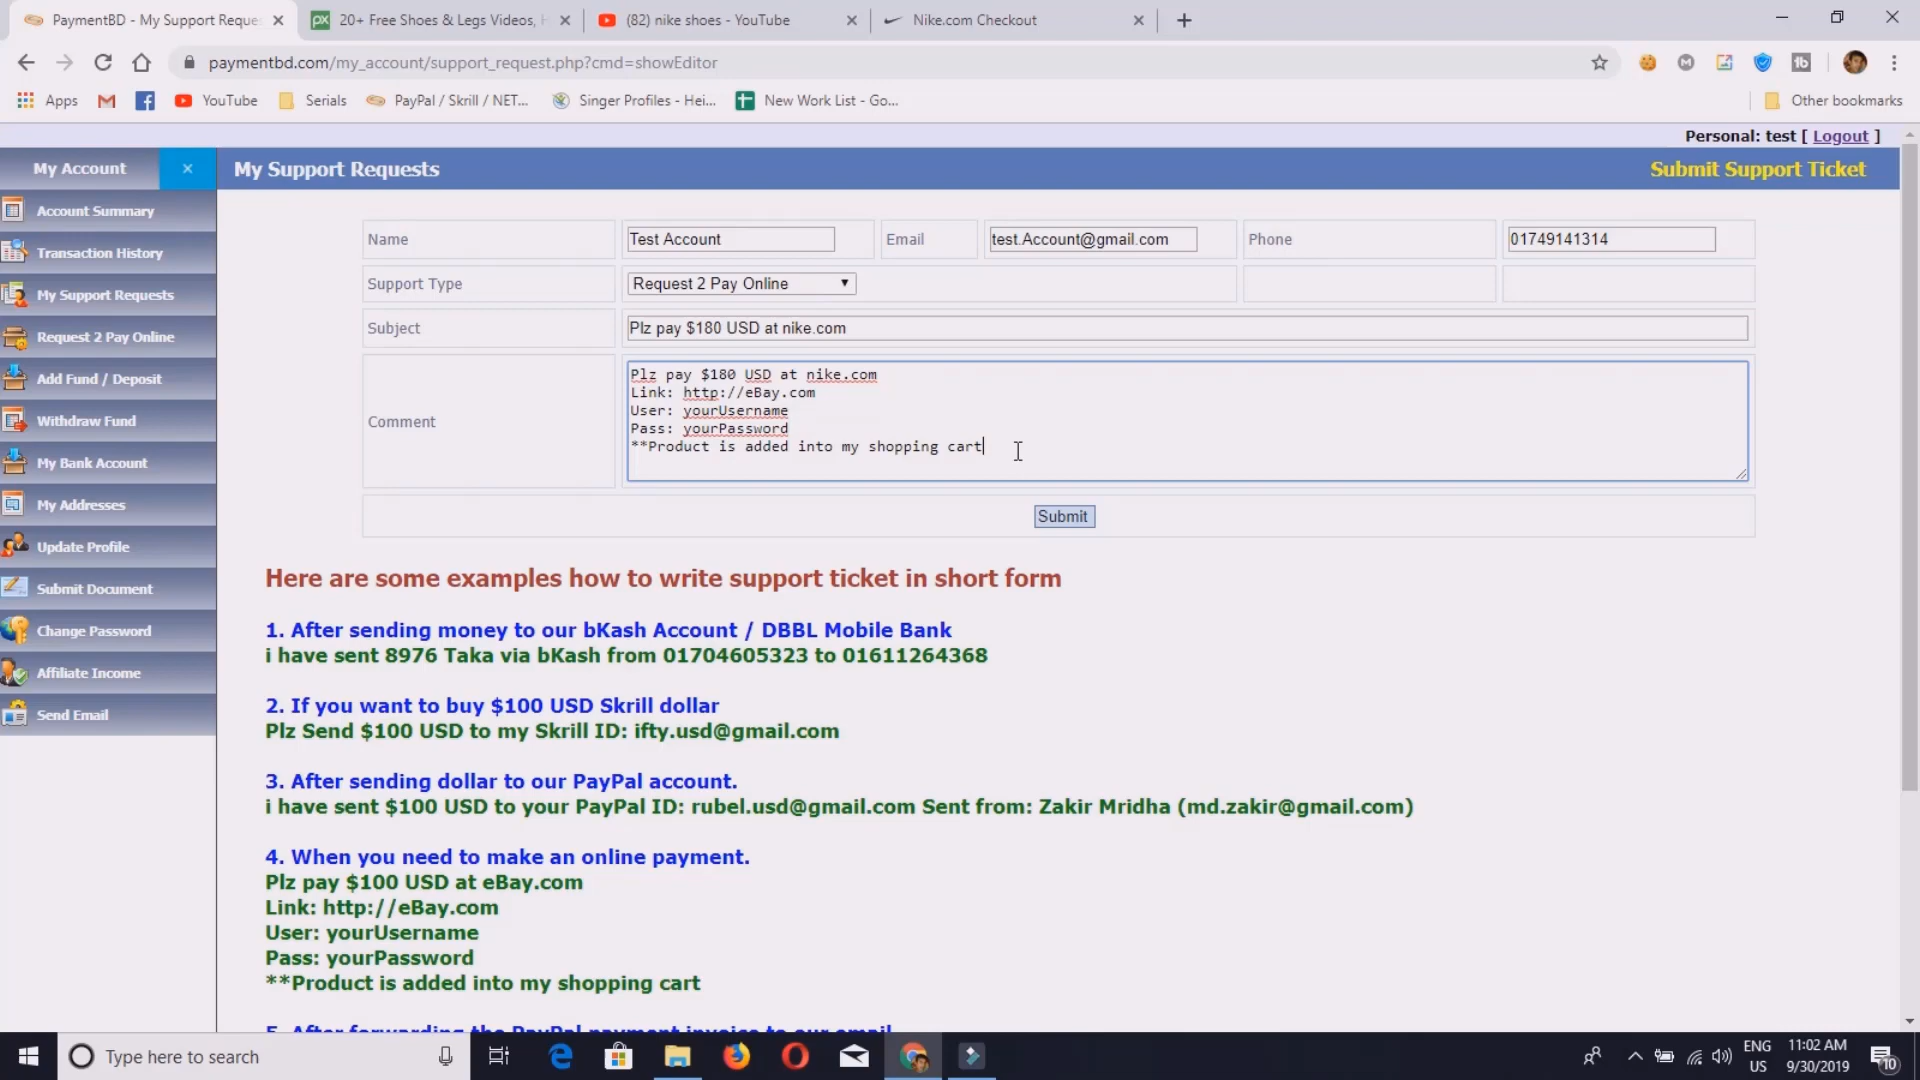 PaymentBD - My Support Reques
20+ Free Shoes & Legs Videos, H
(82) nike shoes - YouTube
Nike.com Checkout
paymentbd.com/my_account/support_request.php?cmd=showEditor
Apps
YouTube
Serials
PayPal / Skrill / NET...
Singer Profiles - Hei...
New Work List - Go...
Other bookmarks
Personal: test [ Logout ]
My Account
×
My Support Requests
Submit Support Ticket
Account Summary
Transaction History
My Support Requests
Request 2 Pay Online
Add Fund / Deposit
Withdraw Fund
My Bank Account
My Addresses
Update Profile
Submit Document
Change Password
Affiliate Income
Send Email
Name
Test Account
Email
test.Account@gmail.com
Phone
01749141314
Support Type
Request 2 Pay Online
Subject
Plz pay $180 USD at nike.com
Comment
Plz pay $180 USD at nike.com
Link: http://eBay.com
User: yourUsername
Pass: yourPassword
**Product is added into my shopping cart
Submit
Here are some examples how to write support ticket in short form
1. After sending money to our bKash Account / DBBL Mobile Bank
i have sent 8976 Taka via bKash from 01704605323 to 01611264368
2. If you want to buy $100 USD Skrill dollar
Plz Send $100 USD to my Skrill ID: ifty.usd@gmail.com
3. After sending dollar to our PayPal account.
i have sent $100 USD to your PayPal ID: rubel.usd@gmail.com Sent from: Zakir Mridha (md.zakir@gmail.com)
4. When you need to make an online payment.
Plz pay $100 USD at eBay.com
Link: http://eBay.com
User: yourUsername
Pass: yourPassword
**Product is added into my shopping cart
5. After forwarding the PayPal payment invoice to our email
Type here to search
ENG
US
11:02 AM
9/30/2019
10